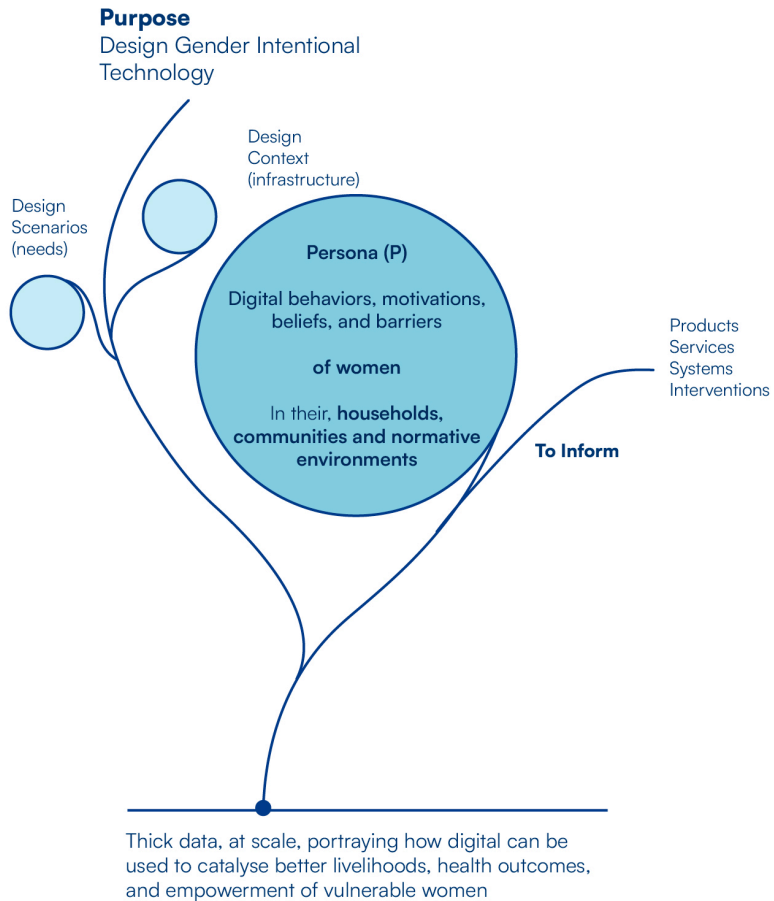 Purpose
Design Gender Intentional
Technology
Design
Context
(infrastructure)
Design
Scenarios
(needs)
Persona (P)
Digital behaviors, motivations,
beliefs, and barriers
of women
In their, households,
communities and normative
environments
Products
Services
Systems
Interventions
To Inform
Thick data, at scale, portraying how digital can be
used to catalyse better livelihoods, health outcomes,
and empowerment of vulnerable women